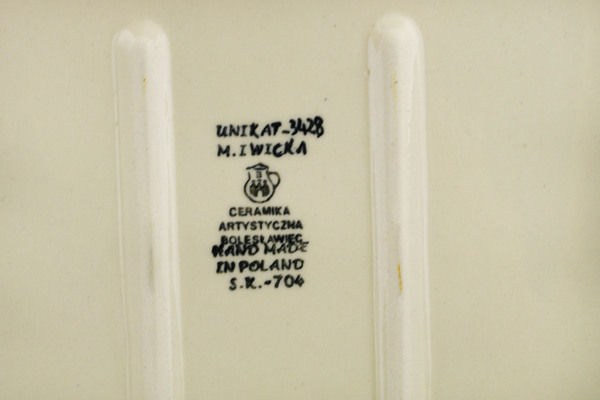 UNIKAT-3428
M. IWICKA
CERAMIKA
ARTYSTYCZNA
BOLESŁAWIEC
HAND MADE
IN POLAND
S.K.-704